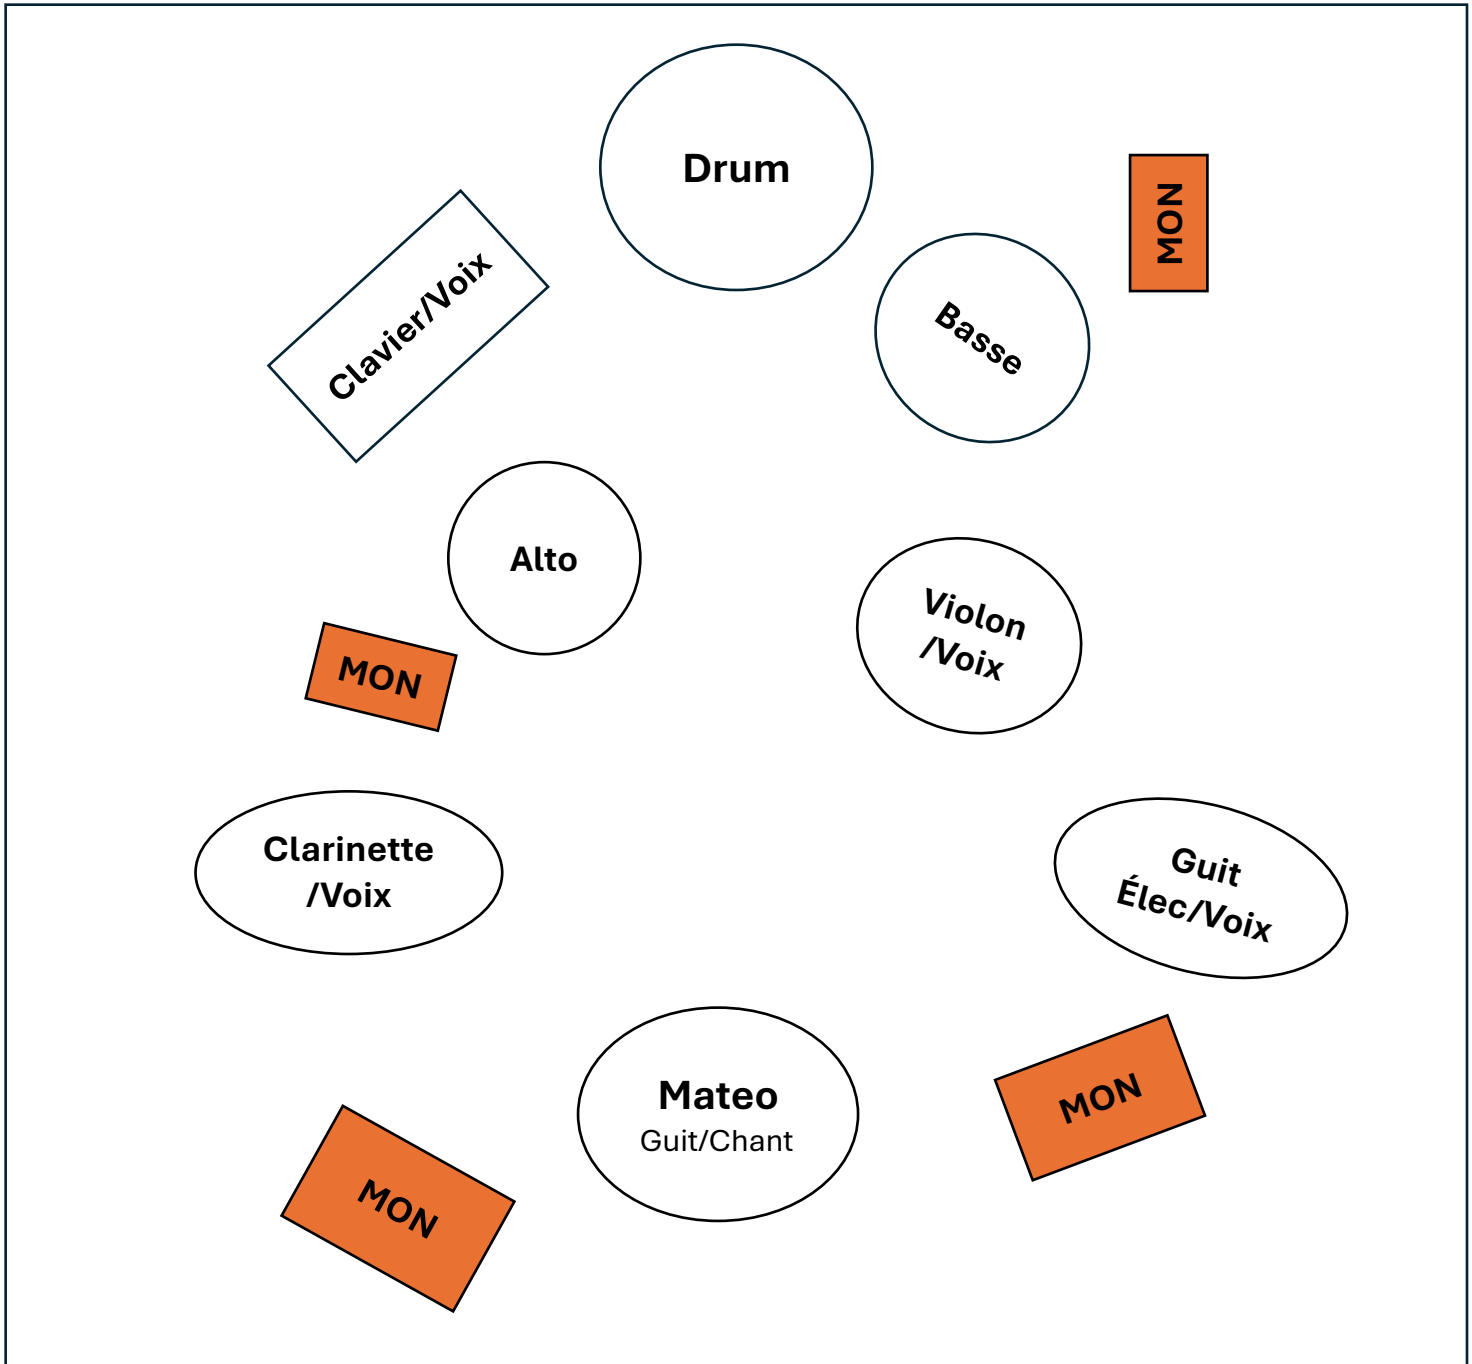 Drum
MON
Clavier/Voix
Basse
Alto
Violon
/Voix
MON
Clarinette
/Voix
Guit
Élec/Voix
Mateo
Guit/Chant
MON
MON